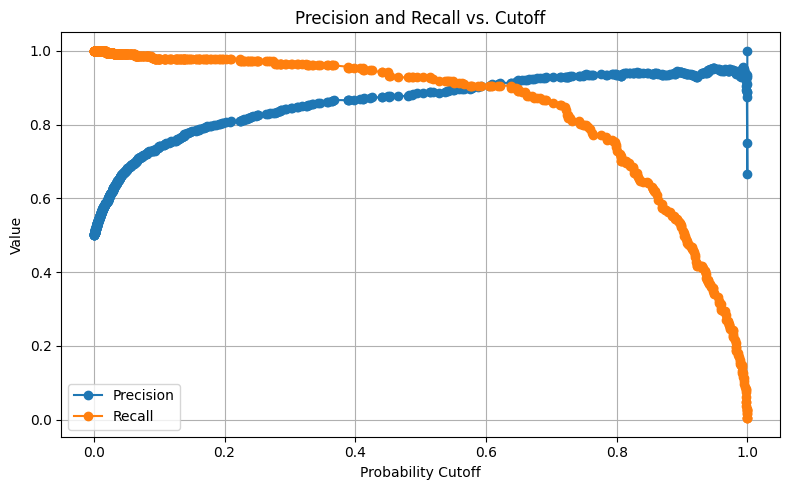 Precision and Recall vs. Cutoff
Value
1.0
0.8
0.6
0.4
0.2
0.0
Precision
Recall
0.0 0.2 0.4 0.6 0.8 1.0
Probability Cutoff